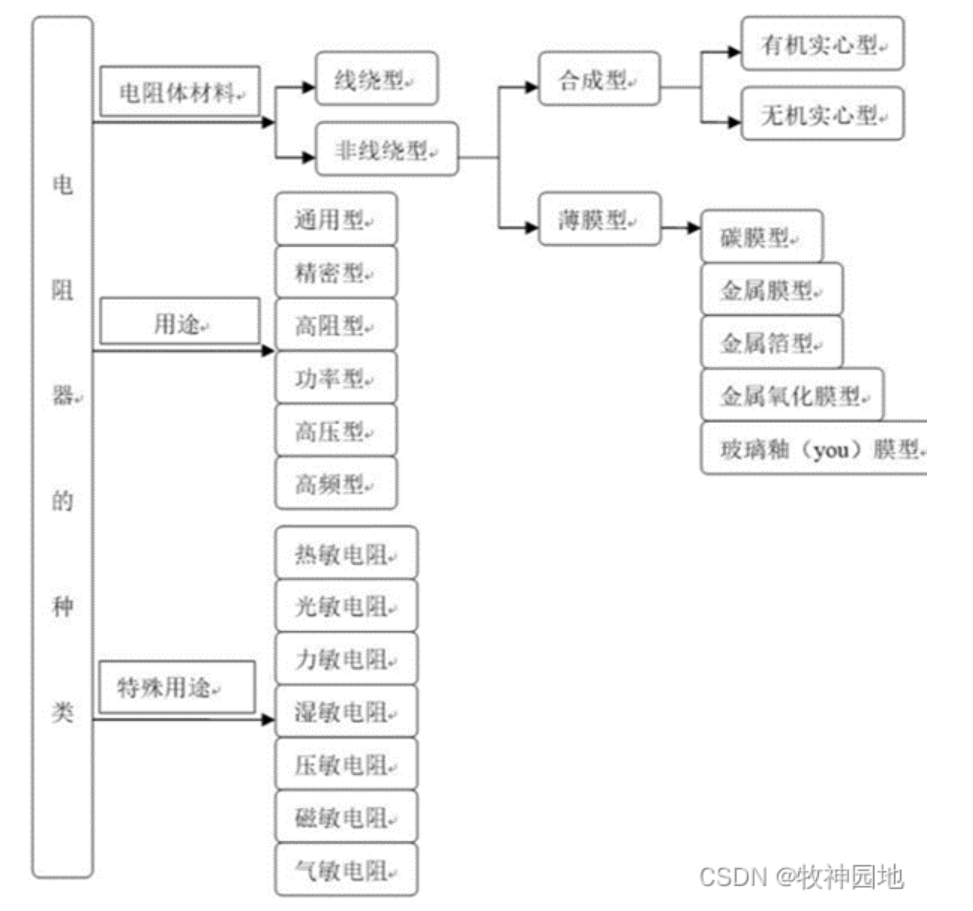 电阻器的种类
电阻体材料
线绕型
非线绕型
合成型
有机实心型
无机实心型
薄膜型
碳膜型
金属膜型
金属箔型
金属氧化膜型
玻璃釉（you）膜型
用途
通用型
精密型
高阻型
功率型
高压型
高频型
特殊用途
热敏电阻
光敏电阻
力敏电阻
湿敏电阻
压敏电阻
磁敏电阻
气敏电阻
CSDN @牧神园地